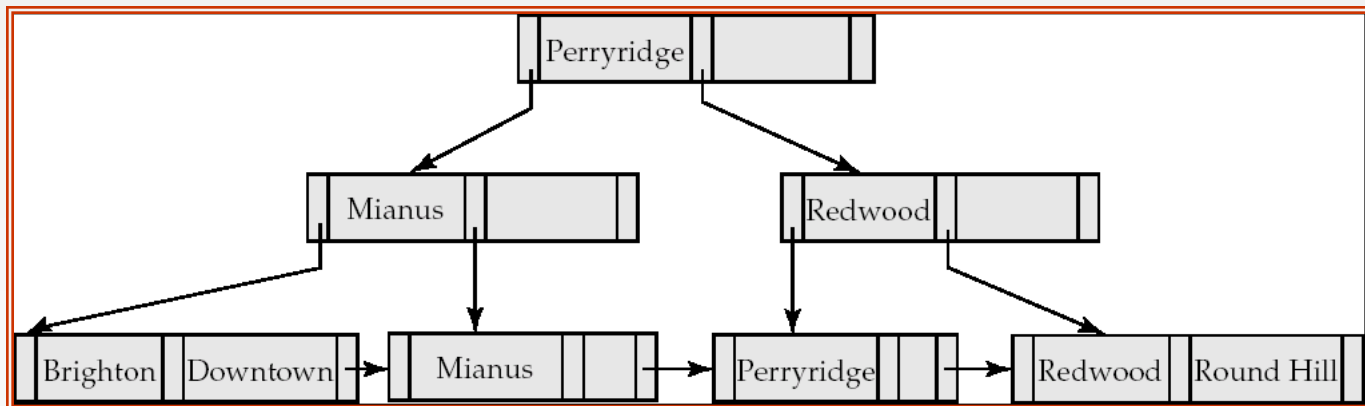 Perryridge
Mianus
Redwood
Brighton
Downtown
Mianus
Perryridge
Redwood
Round Hill